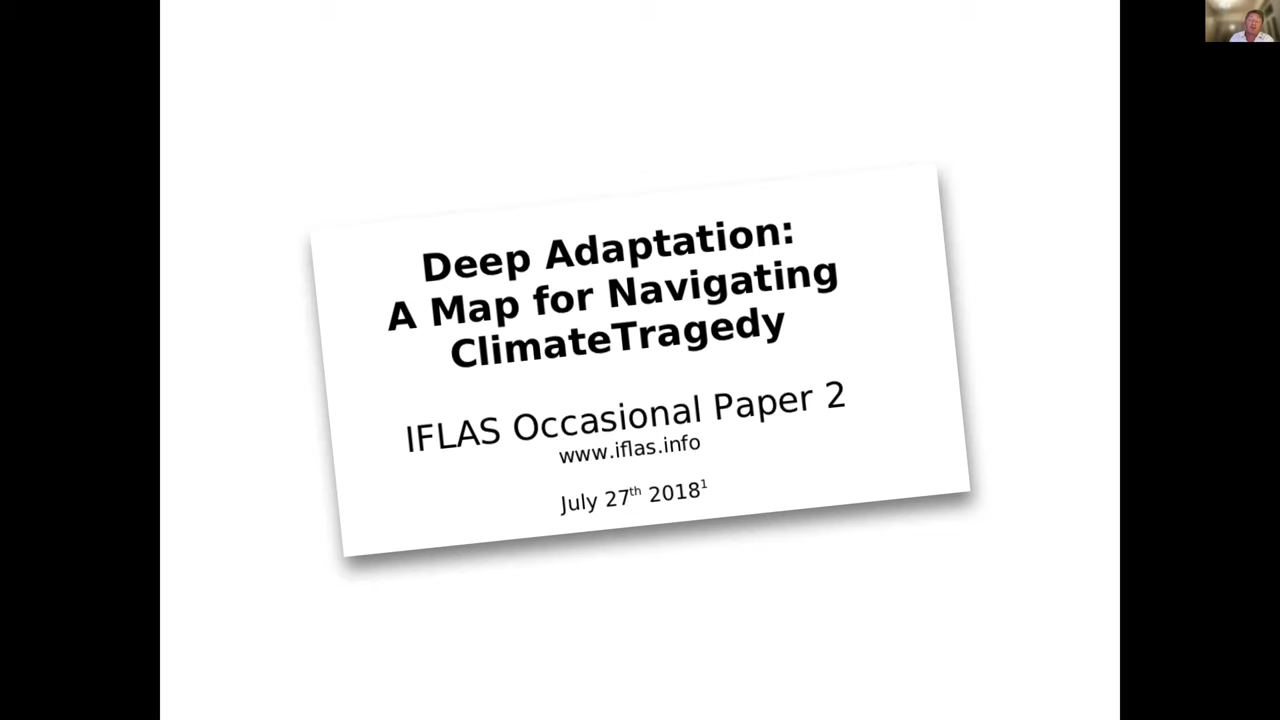 Deep Adaptation:
A Map for Navigating
ClimateTragedy
IFLAS Occasional Paper 2
www.iflas.info
July 27th 2018¹